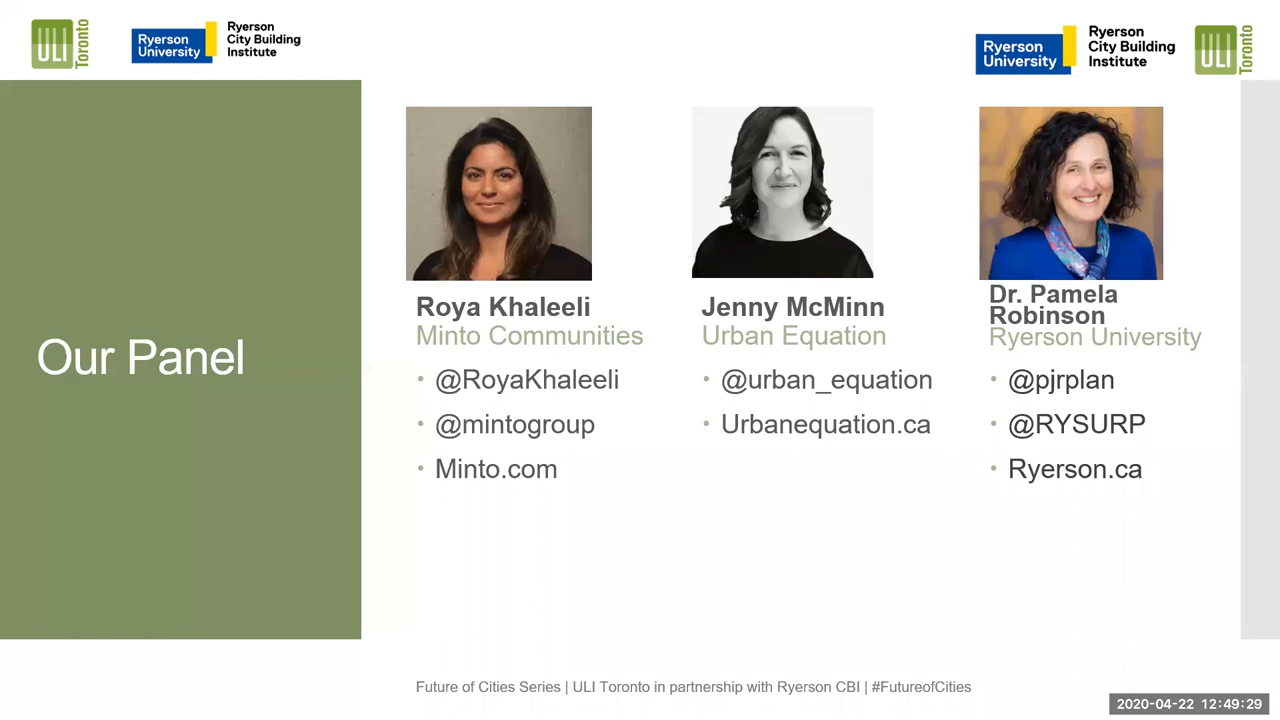 ULI Toronto
Ryerson
University
Ryerson
City Building
Institute
Ryerson
University
Ryerson
City Building
Institute
ULI Toronto
Our Panel
Roya Khaleeli
Minto Communities
• @RoyaKhaleeli
• @mintogroup
• Minto.com
Jenny McMinn
Urban Equation
• @urban_equation
• Urbanequation.ca
Dr. Pamela
Robinson
Ryerson University
• @pjrplan
• @RYSURP
• Ryerson.ca
Future of Cities Series | ULI Toronto in partnership with Ryerson CBI | #FutureofCities
2020-04-22 12:49:29